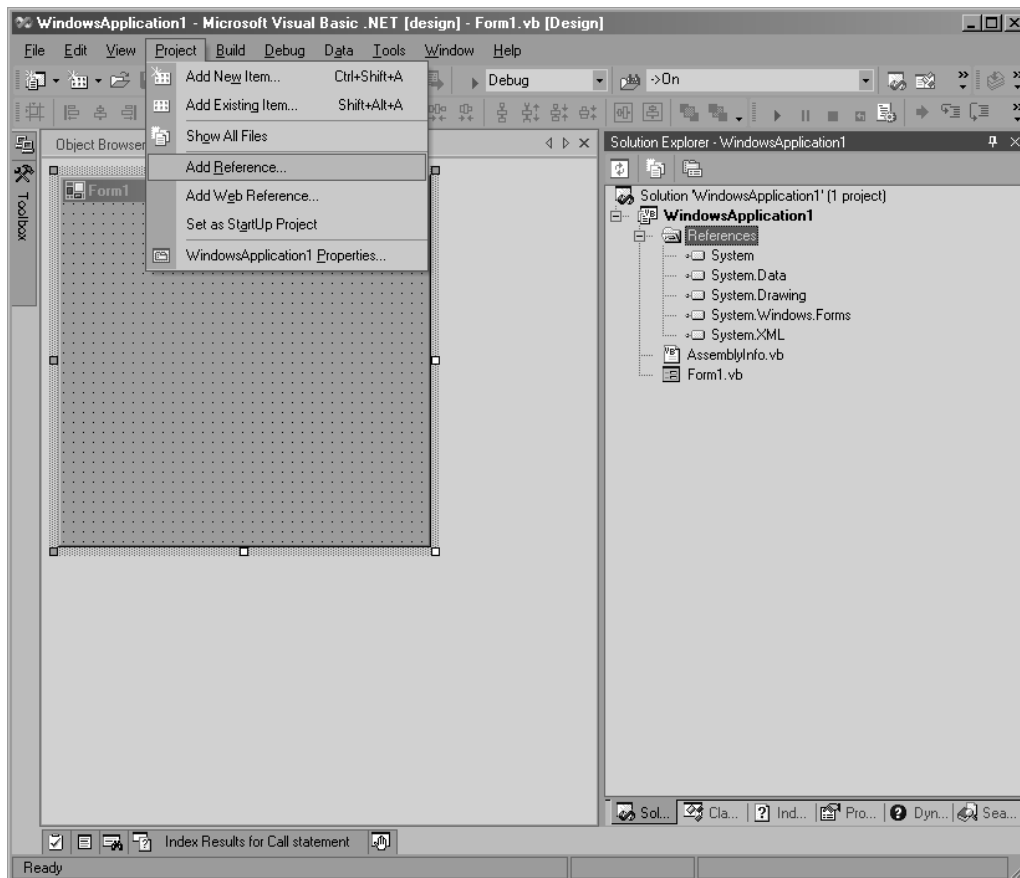 WindowsApplication1 - Microsoft Visual Basic .NET [design] - Form1.vb [Design]
File Edit View Project Build Debug Data Tools Window Help
Debug ->On
Add New Item... Ctrl+Shift+A
Add Existing Item... Shift+Alt+A
Show All Files
Add Reference...
Add Web Reference...
Set as StartUp Project
WindowsApplication1 Properties...
Object Browser
Form1
Toolbox
Solution Explorer - WindowsApplication1
Solution 'WindowsApplication1' (1 project)
WindowsApplication1
References
System
System.Data
System.Drawing
System.Windows.Forms
System.XML
AssemblyInfo.vb
Form1.vb
Sol... Cla... Ind... Pro... Dyn... Sea...
Index Results for Call statement
Ready